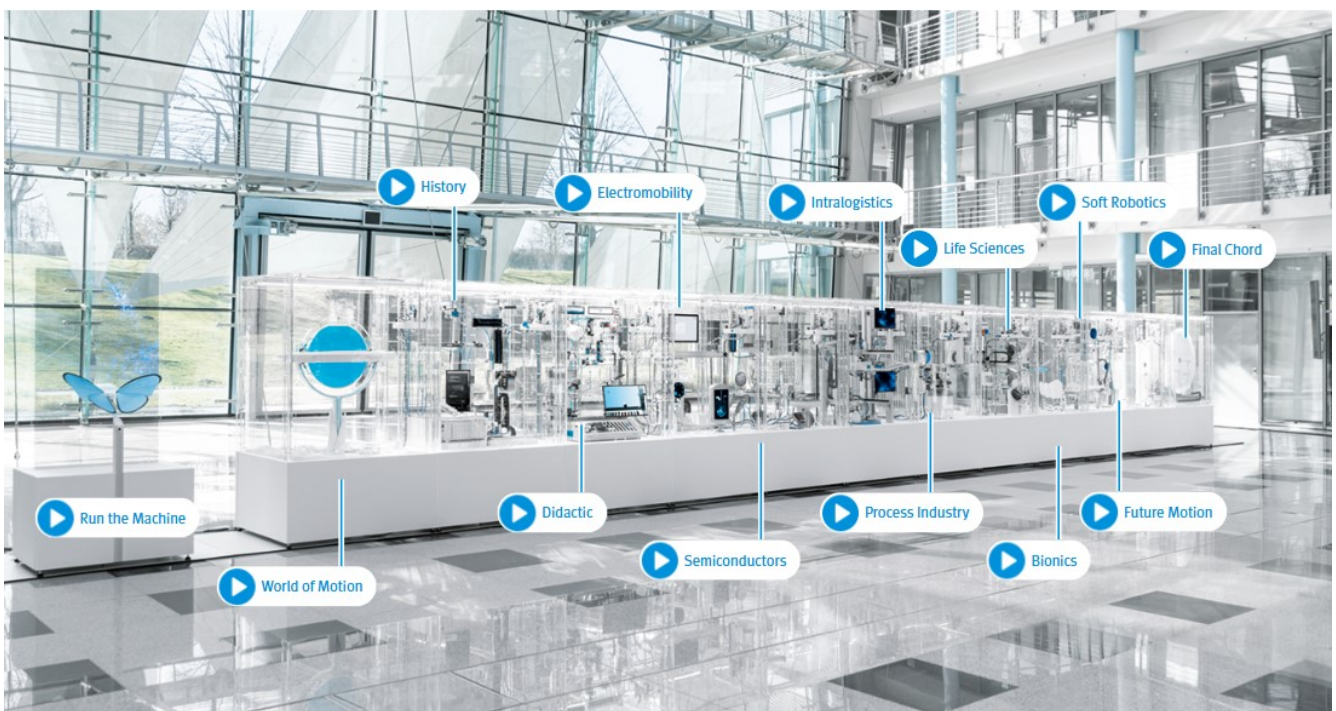 History
Electromobility
Intralogistics
Soft Robotics
Life Sciences
Final Chord
Run the Machine
Didactic
Process Industry
Future Motion
Semiconductors
Bionics
World of Motion